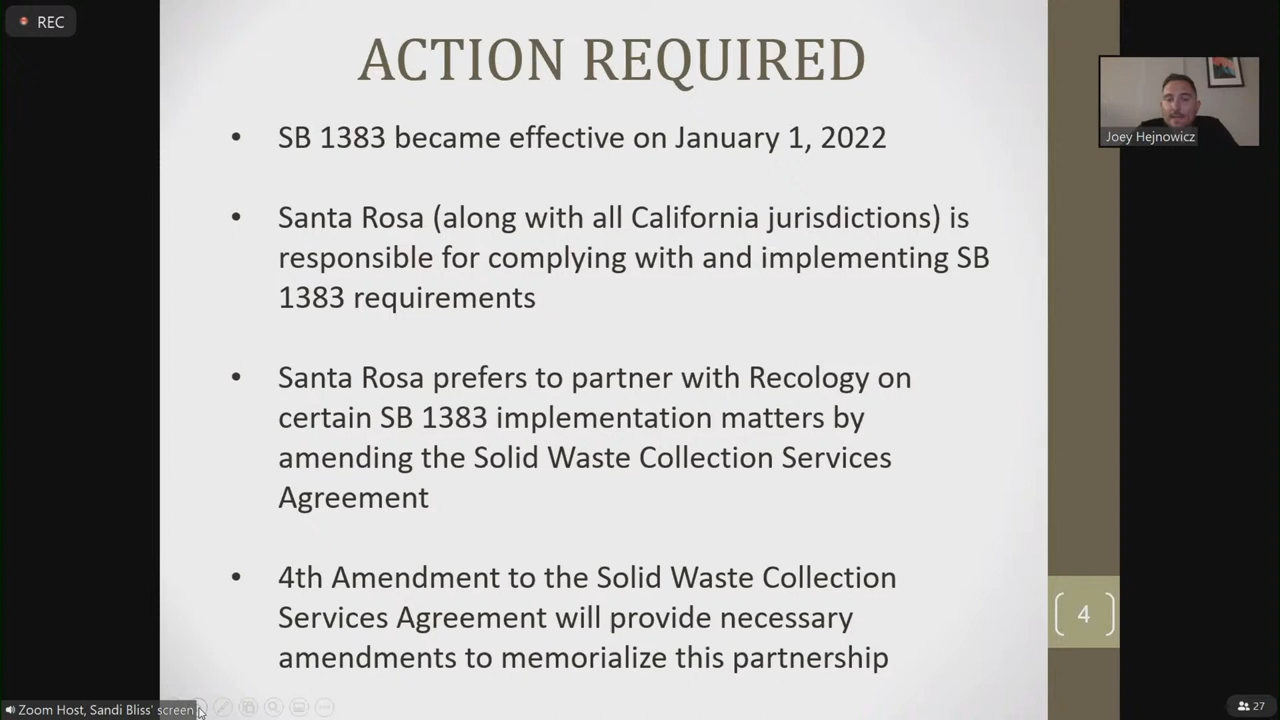 REC
ACTION REQUIRED
• SB 1383 became effective on January 1, 2022
• Santa Rosa (along with all California jurisdictions) is
responsible for complying with and implementing SB
1383 requirements
• Santa Rosa prefers to partner with Recology on
certain SB 1383 implementation matters by
amending the Solid Waste Collection Services
Agreement
• 4th Amendment to the Solid Waste Collection
Services Agreement will provide necessary
amendments to memorialize this partnership
4
Joey Hejnowicz
Zoom Host, Sandi Bliss' screen
27